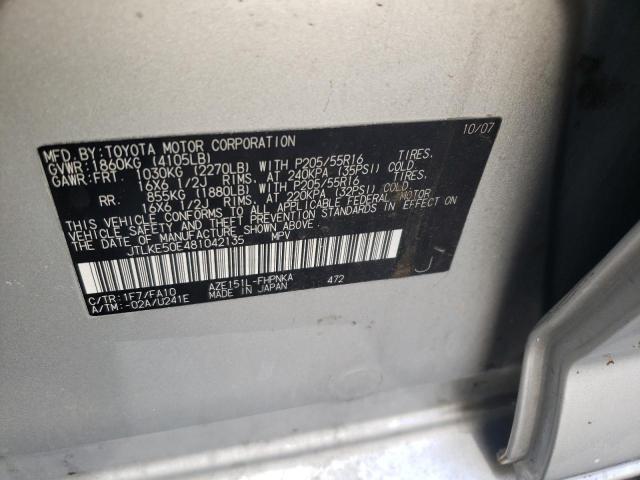 MFD. BY: TOYOTA MOTOR CORPORATION 10/07
GVWR: 1860KG (4105LB)
GAWR: FRT 1030KG (2270LB) WITH P205/55R16 TIRES.
16X6 1/2J RIMS, AT 240KPA (35PSI) COLD
RR. 855KG (1880LB) WITH P205/55R16 TIRES.
16X6 1/2J RIMS, AT 220KPA (32PSI) COLD
THIS VEHICLE CONFORMS TO ALL APPLICABLE FEDERAL MOTOR
VEHICLE SAFETY, BUMPER, AND THEFT PREVENTION
STANDARDS IN EFFECT ON THE
DATE OF MANUFACTURE SHOWN ABOVE.
JTLKE50E481042135 MPV
C/TR: 1F7/FA10 AZE151L-FHPNKA 472
A/TM: -02A/U241E MADE IN JAPAN
J